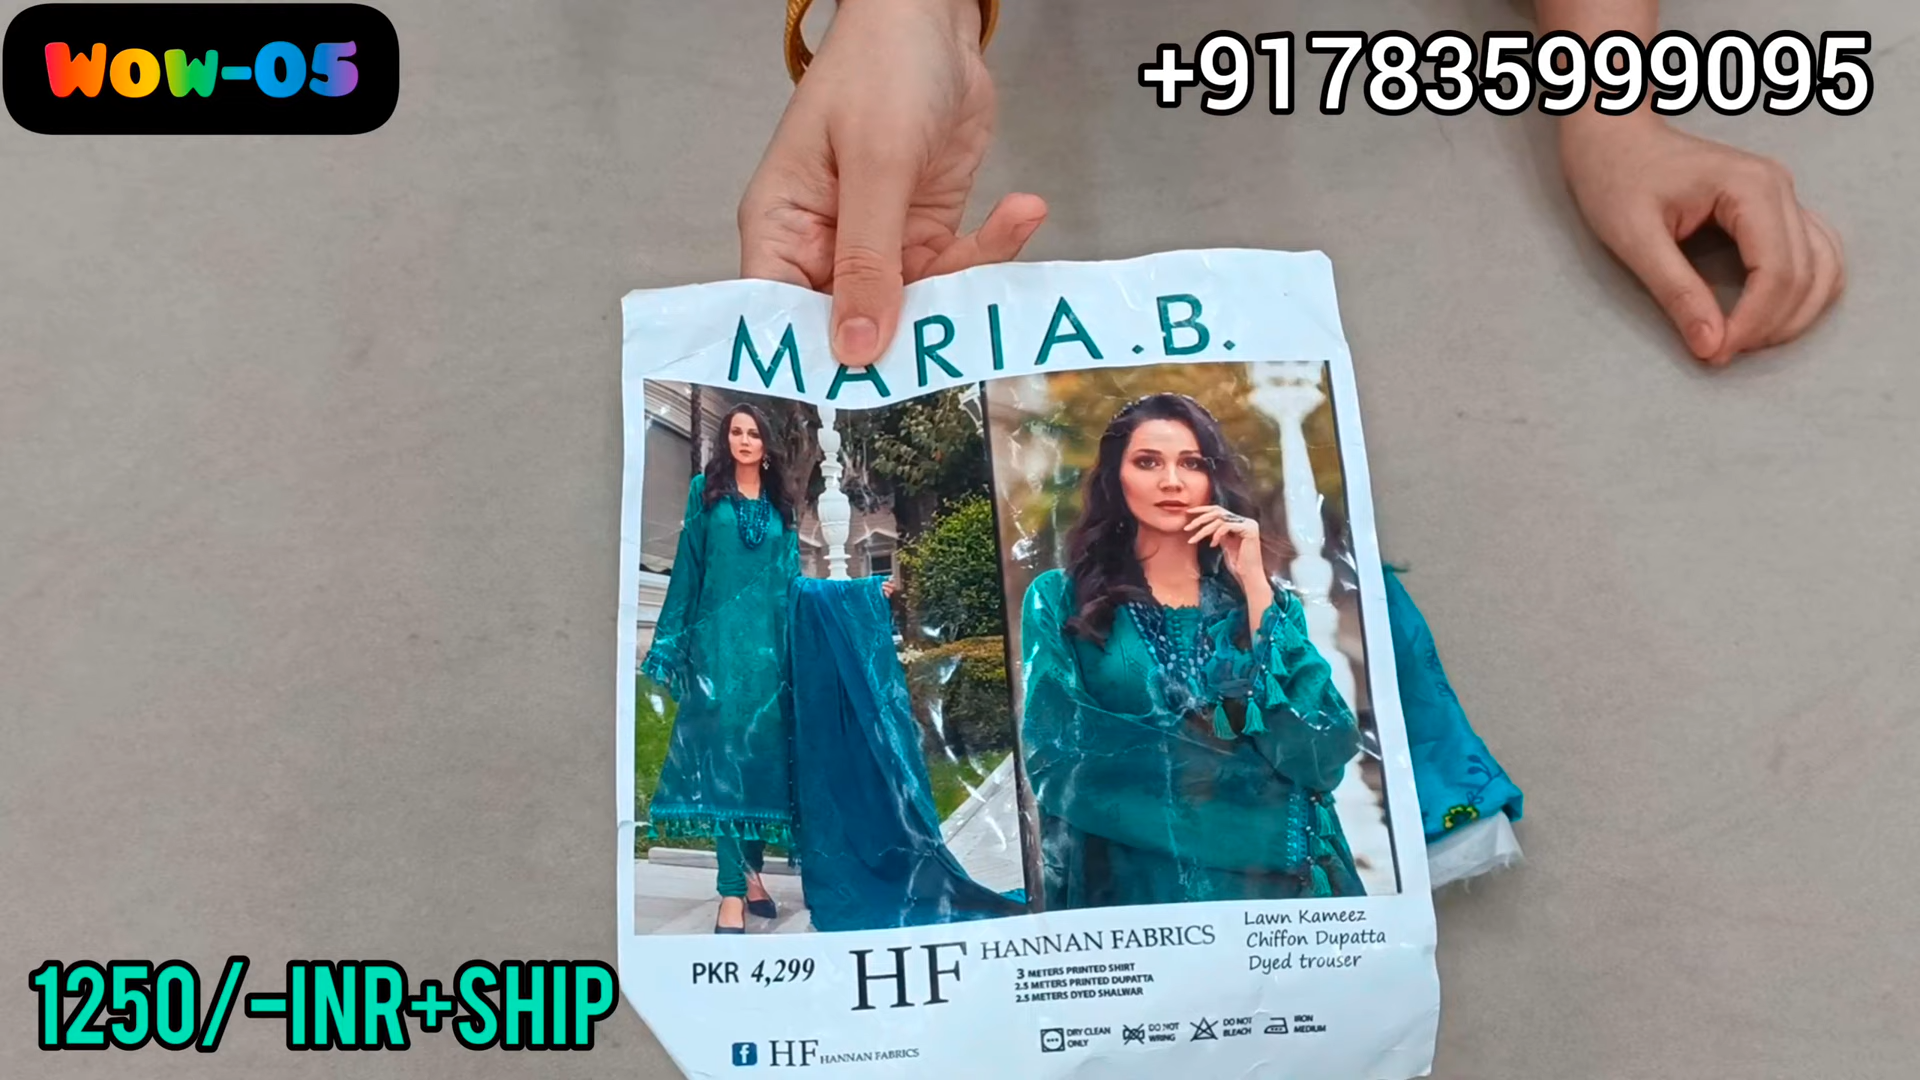 WOW-05
+917835999095
MARIA.B.
Lawn Kameez
Chiffon Dupatta
Dyed trouser
PKR 4,299
HF HANNAN FABRICS
3 METERS PRINTED SHIRT
2.5 METERS PRINTED DUPATTA
2.5 METERS DYED SHALWAR
DRY CLEAN
ONLY
DO NOT
WRING
DO NOT
BLEACH
IRON
MEDIUM
f HF HANNAN FABRICS
1250/-INR+SHIP